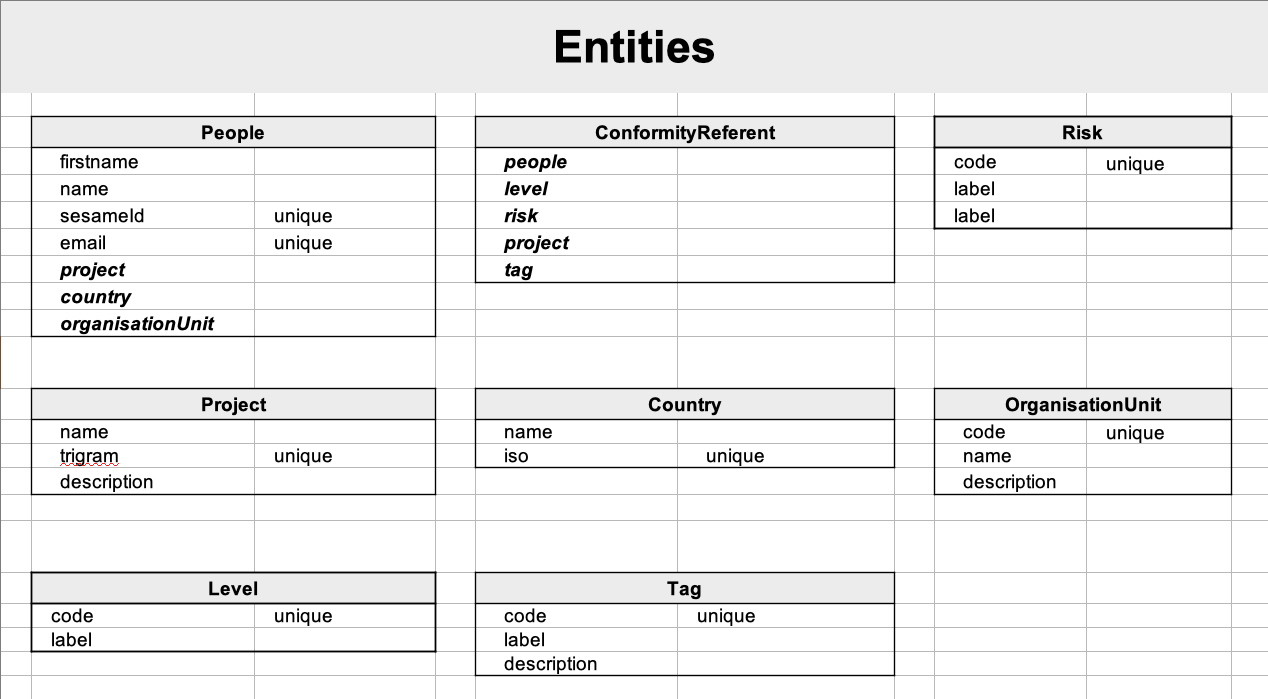 Entities
People
firstname
name
sesameId unique
email unique
project
country
organisationUnit
ConformityReferent
people
level
risk
project
tag
Risk
code unique
label
label
Project
name
trigram unique
description
Country
name
iso unique
OrganisationUnit
code unique
name
description
Level
code unique
label
Tag
code unique
label
description